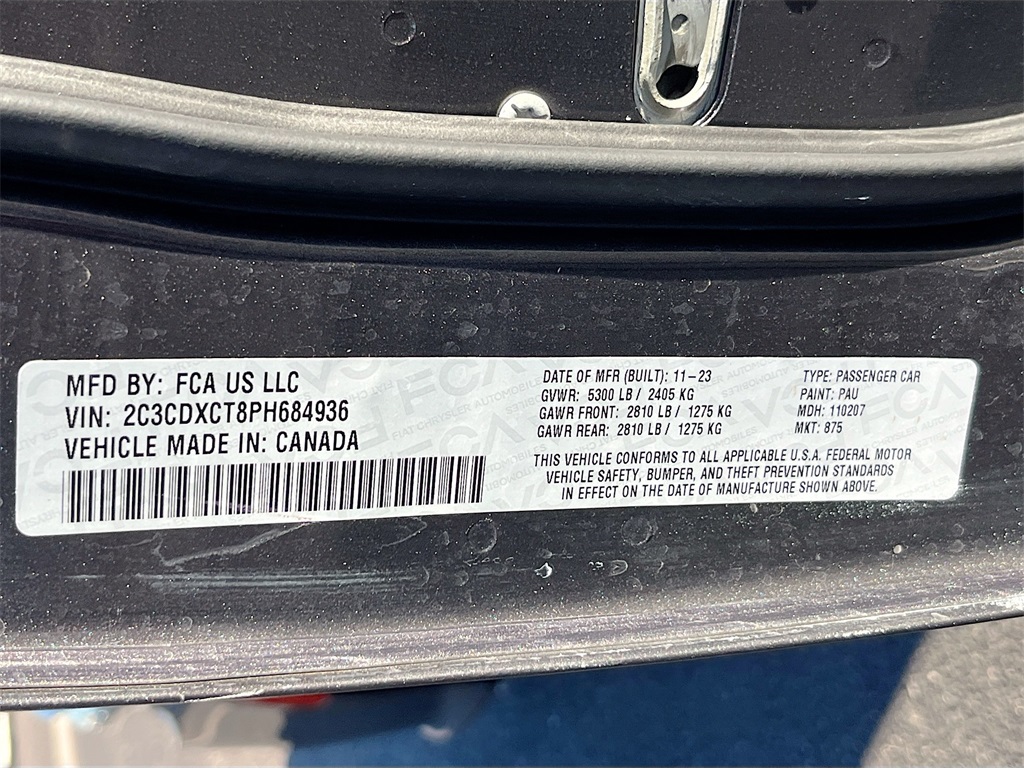 MFD BY: FCA US LLC
VIN: 2C3CDXCT8PH684936
VEHICLE MADE IN: CANADA
DATE OF MFR (BUILT): 11-23
GVWR: 5300 LB / 2405 KG
GAWR FRONT: 2810 LB / 1275 KG
GAWR REAR: 2810 LB / 1275 KG
TYPE: PASSENGER CAR
PAINT: PAU
MDH: 110207
MKT: 875
THIS VEHICLE CONFORMS TO ALL APPLICABLE U.S.A. FEDERAL MOTOR
VEHICLE SAFETY, BUMPER, AND THEFT PREVENTION STANDARDS
IN EFFECT ON THE DATE OF MANUFACTURE SHOWN ABOVE.